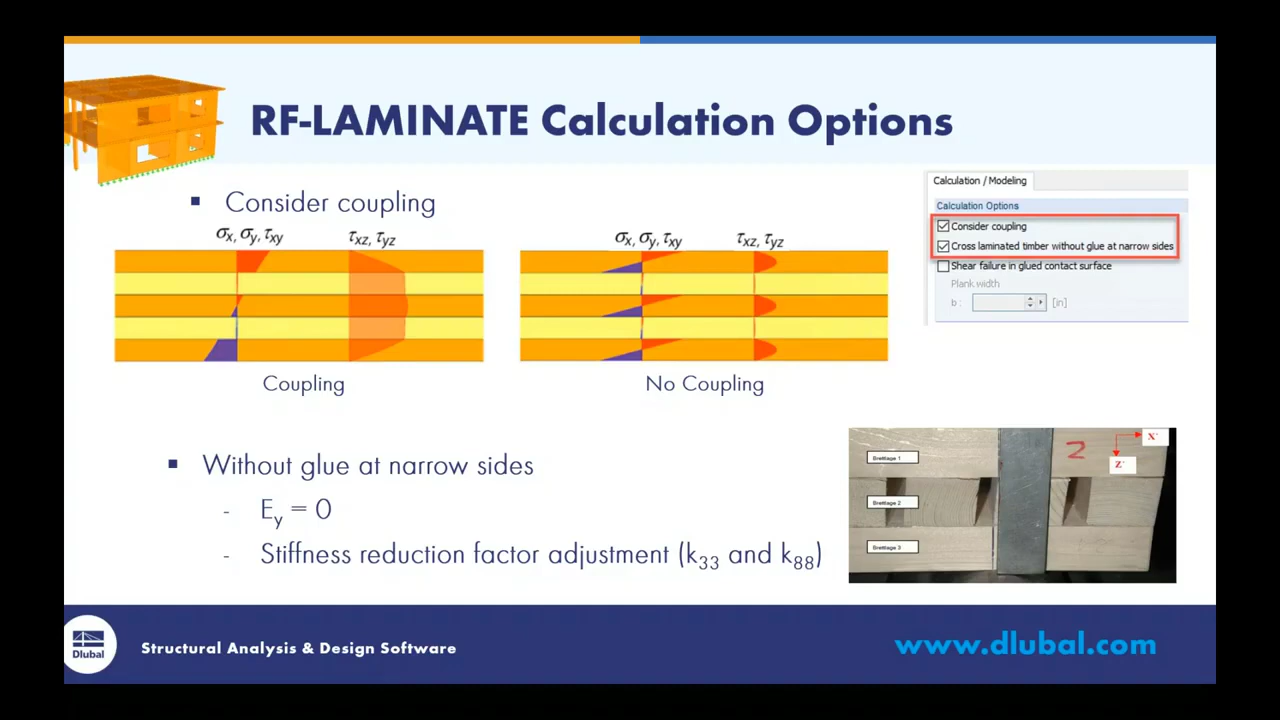 RF-LAMINATE Calculation Options
▪ Consider coupling
σx, σy, τxy
τxz, τyz
σx, σy, τxy
τxz, τyz
Coupling
No Coupling
Calculation / Modeling
Calculation Options
Consider coupling
Cross laminated timber without glue at narrow sides
Shear failure in glued contact surface
Plank width
b : [in]
▪ Without glue at narrow sides
- Ey = 0
- Stiffness reduction factor adjustment (k33 and k88)
Brettlage 1
Brettlage 2
Brettlage 3
2
X'
Z'
Dlubal
Structural Analysis & Design Software
www.dlubal.com